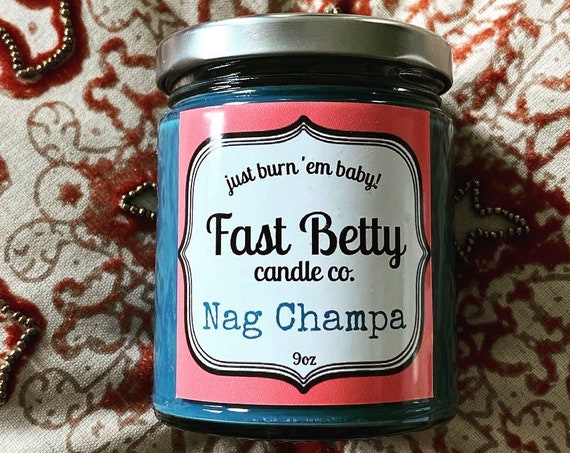 just burn 'em baby!
Fast Betty
candle co.
Nag Champa
9oz